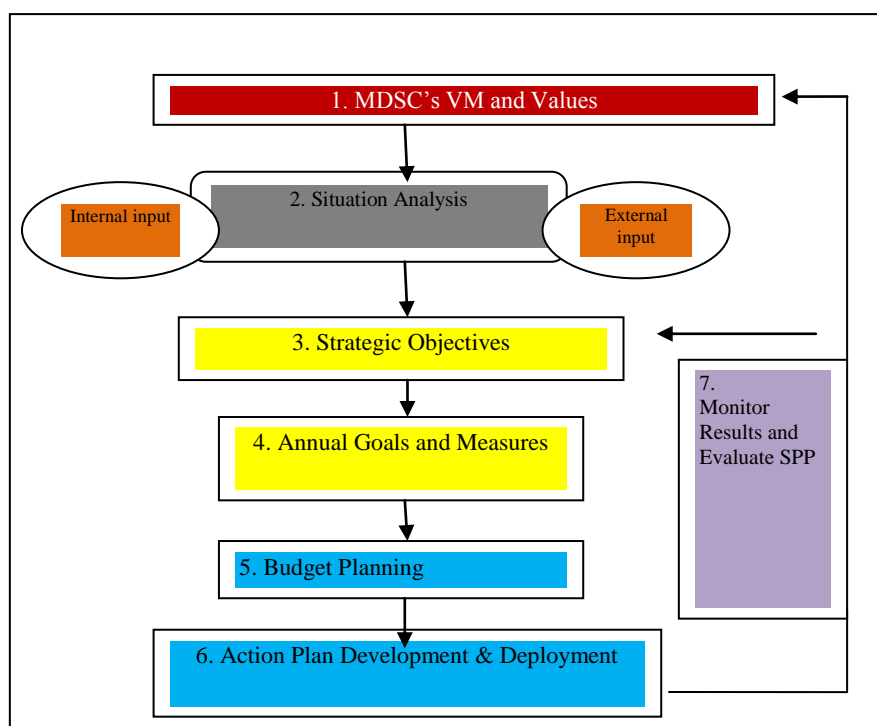 1. MDSC’s VM and Values
2. Situation Analysis
Internal input
External
input
3. Strategic Objectives
7.
Monitor
Results and
Evaluate SPP
4. Annual Goals and Measures
5. Budget Planning
6. Action Plan Development & Deployment